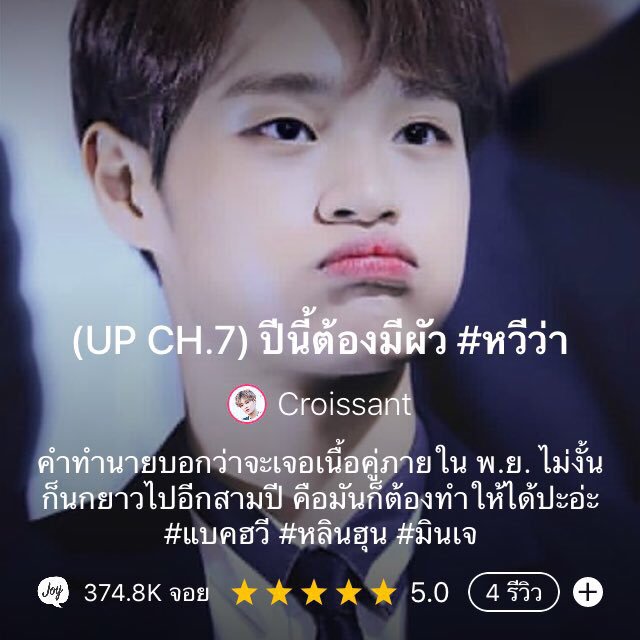 (UP CH.7) ปีนี้ต้องมีผัว #หวีว่า
Croissant
คำทำนายบอกว่าจะเจอเนื้อคู่ภายใน พ.ย. ไม่งั้น
ก็นกยาวไปอีกสามปี คือมันก็ต้องทำให้ได้ปะอ่ะ
#แบคฮวี #หลินฮุน #มินเจ
Joy 374.8K จอย 5.0 4 รีวิว